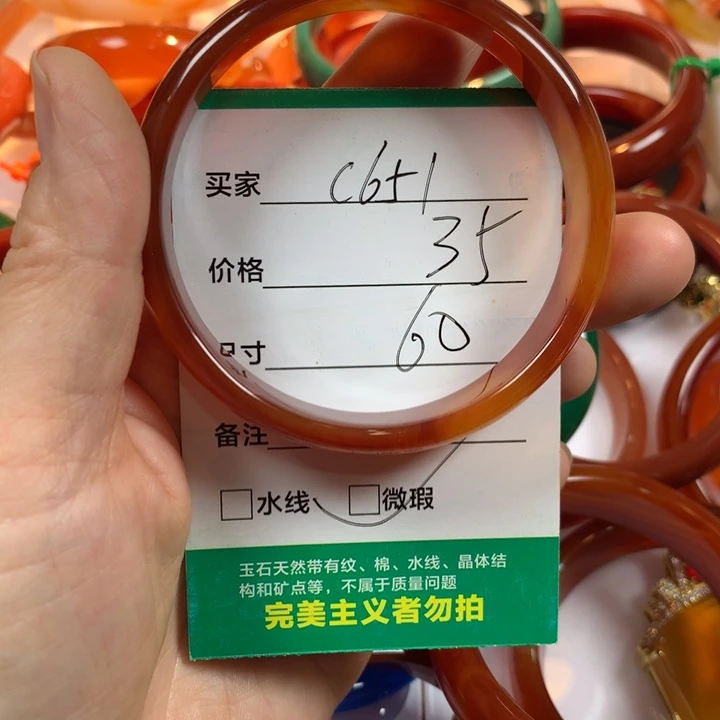 买家 c651
价格 35
尺寸 60
备注
水线 微瑕
玉石天然带有纹、棉、水线、晶体结
构和矿点等，不属于质量问题
完美主义者勿拍